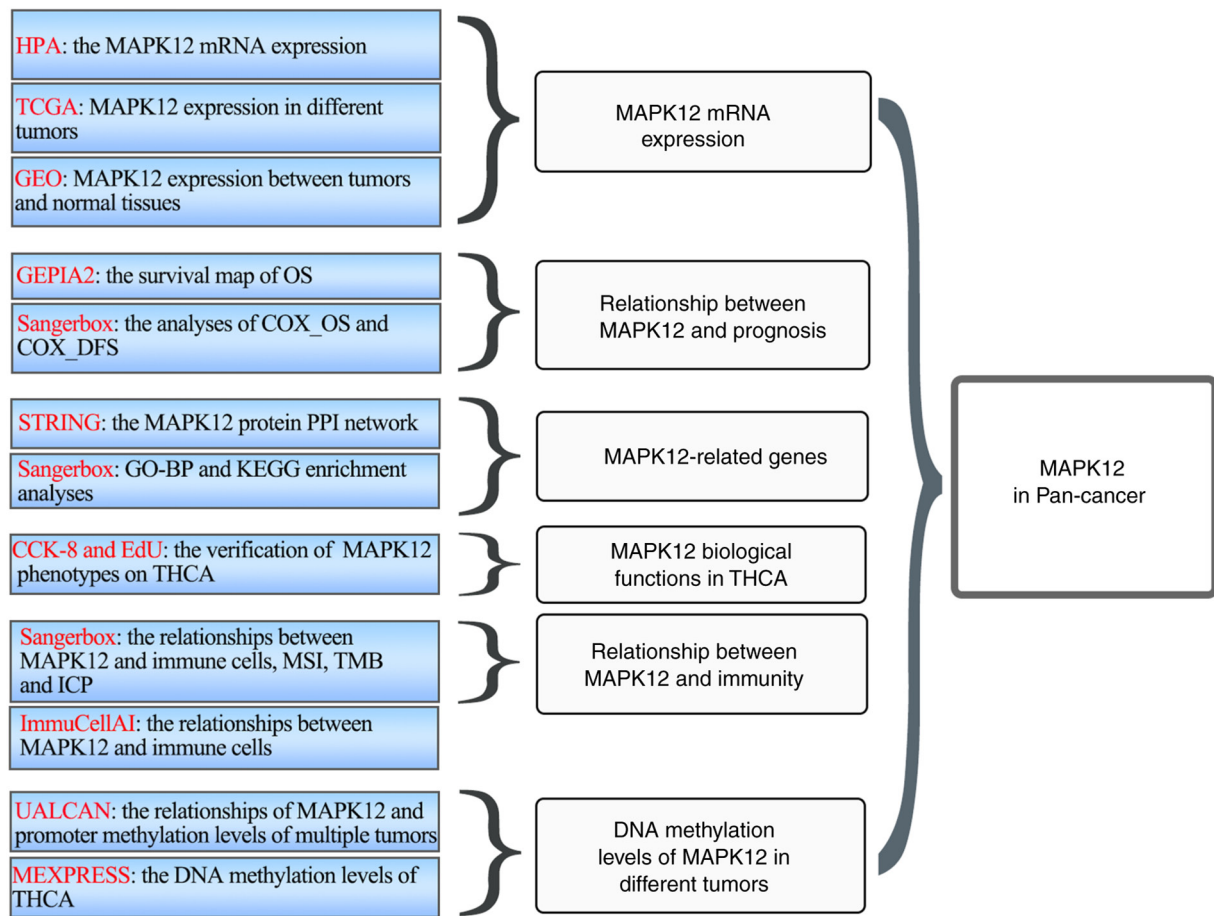 HPA: the MAPK12 mRNA expression
TCGA: MAPK12 expression in different
tumors
GEO: MAPK12 expression between tumors
and normal tissues
MAPK12 mRNA
expression
GEPIA2: the survival map of OS
Sangerbox: the analyses of COX_OS and
COX_DFS
Relationship between
MAPK12 and prognosis
STRING: the MAPK12 protein PPI network
Sangerbox: GO-BP and KEGG enrichment
analyses
MAPK12-related genes
CCK-8 and EdU: the verification of MAPK12
phenotypes on THCA
MAPK12 biological
functions in THCA
Sangerbox: the relationships between
MAPK12 and immune cells, MSI, TMB
and ICP
ImmuCellAI: the relationships between
MAPK12 and immune cells
Relationship between
MAPK12 and immunity
UALCAN: the relationships of MAPK12 and
promoter methylation levels of multiple tumors
MEXPRESS: the DNA methylation levels of
THCA
DNA methylation
levels of MAPK12 in
different tumors
MAPK12
in Pan-cancer